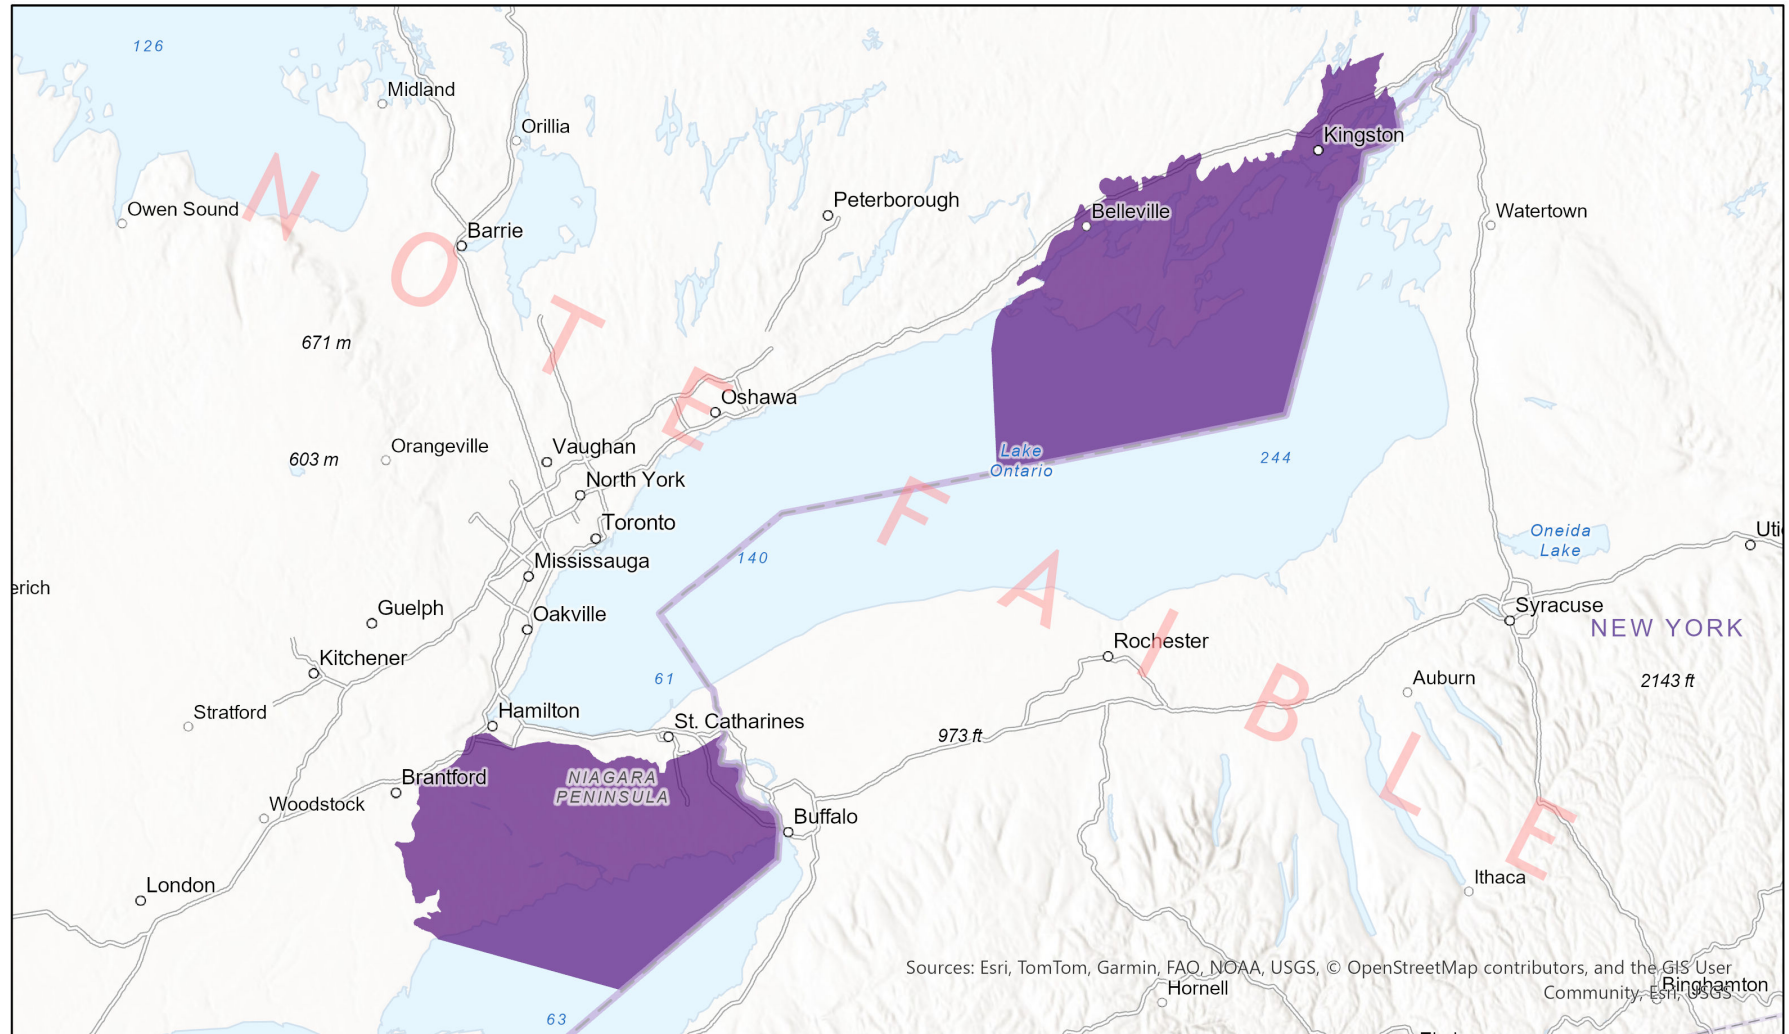 126
Midland
Orillia
Kingston
Owen Sound
Peterborough
Belleville
Watertown
Barrie
671 m
Oshawa
Orangeville
Vaughan
603 m
North York
Lake
Ontario
244
Toronto
Oneida
Lake
Uti
140
Mississauga
erich
Guelph
Oakville
Syracuse
NEW YORK
Rochester
Kitchener
61
Auburn
2143 ft
Stratford
Hamilton
St. Catharines
973 ft
Brantford
NIAGARA
PENINSULA
Woodstock
Buffalo
London
Ithaca
Hornell
Binghamton
63
NOTE FAIBLE
Sources: Esri, TomTom, Garmin, FAO, NOAA, USGS, © OpenStreetMap contributors, and the GIS User
Community, Esri, USGS